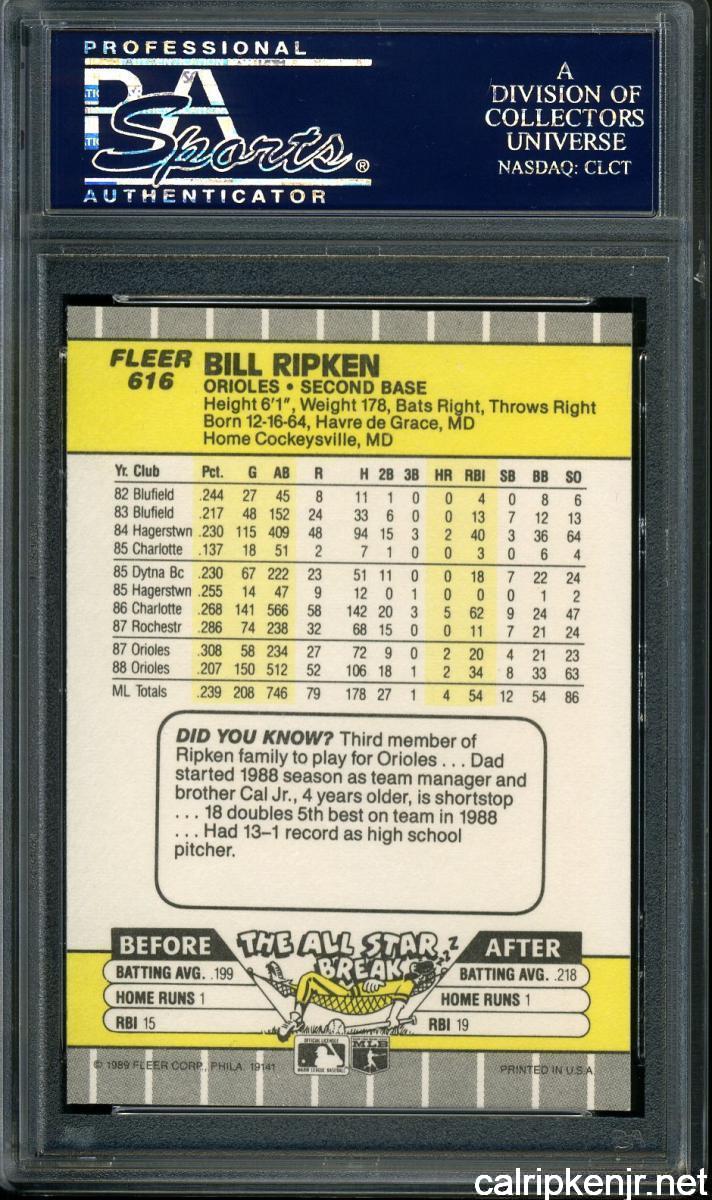 PROFESSIONAL
PSA
Sports®
AUTHENTICATOR
A
DIVISION OF
COLLECTORS
UNIVERSE
NASDAQ: CLCT
FLEER
616
BILL RIPKEN
ORIOLES • SECOND BASE
Height 6'1", Weight 178, Bats Right, Throws Right
Born 12-16-64, Havre de Grace, MD
Home Cockeysville, MD
Yr. Club Pct. G AB R H 2B 3B HR RBI SB BB SO
82 Blufield .244 27 45 8 11 1 0 0 4 0 8 6
83 Blufield .217 48 152 24 33 6 0 0 13 7 12 13
84 Hagerstwn .230 115 409 48 94 15 3 2 40 3 36 64
85 Charlotte .137 18 51 2 7 1 0 0 3 0 6 4
85 Dytna Bc .230 67 222 23 51 11 0 0 18 7 22 24
85 Hagerstwn .255 14 47 9 12 0 1 0 0 0 1 2
86 Charlotte .268 141 566 58 142 20 3 5 62 9 24 47
87 Rochestr .286 74 238 32 68 15 0 0 11 7 21 24
87 Orioles .308 58 234 27 72 9 0 2 20 4 21 23
88 Orioles .207 150 512 52 106 18 1 2 34 8 33 63
ML Totals .239 208 746 79 178 27 1 4 54 12 54 86
DID YOU KNOW? Third member of
Ripken family to play for Orioles . . . Dad
started 1988 season as team manager and
brother Cal Jr., 4 years older, is shortstop
. . . 18 doubles 5th best on team in 1988
. . . Had 13–1 record as high school
pitcher.
BEFORE
THE ALL STAR
BREAK
ZZZ
AFTER
BATTING AVG. .199
HOME RUNS 1
RBI 15
BATTING AVG. .218
HOME RUNS 1
RBI 19
OFFICIAL LICENSEE
MAJOR LEAGUE BASEBALL
MLB
© 1989 FLEER CORP., PHILA. 19141
PRINTED IN U.S.A.
calripkenjr.net